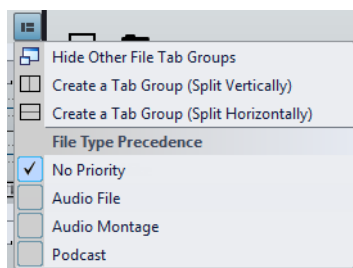 Hide Other File Tab Groups
Create a Tab Group (Split Vertically)
Create a Tab Group (Split Horizontally)
File Type Precedence
No Priority
Audio File
Audio Montage
Podcast